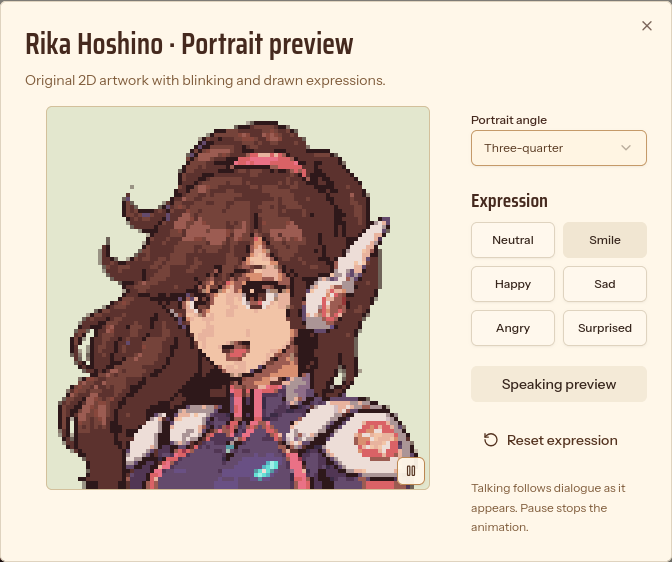 Rika Hoshino · Portrait preview
Original 2D artwork with blinking and drawn expressions.
Portrait angle
Three-quarter
Expression
Neutral
Smile
Happy
Sad
Angry
Surprised
Speaking preview
Reset expression
Talking follows dialogue as it
appears. Pause stops the
animation.